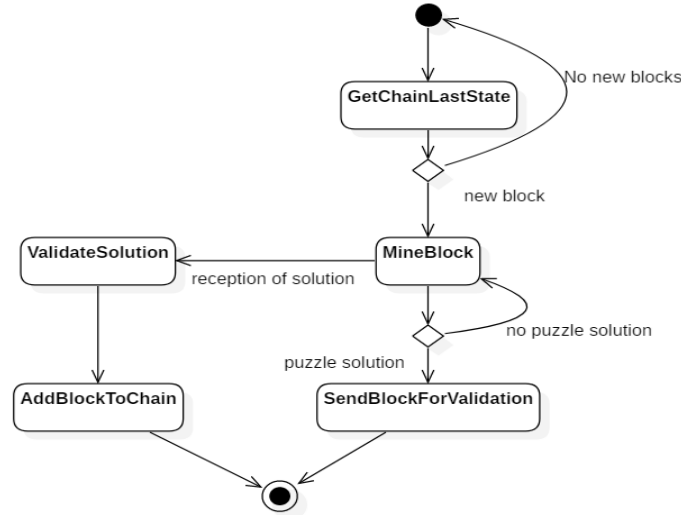 No new blocks
GetChainLastState
new block
ValidateSolution
MineBlock
reception of solution
no puzzle solution
puzzle solution
AddBlockToChain
SendBlockForValidation